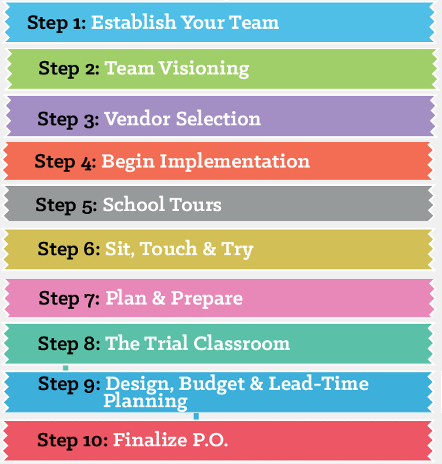 Step 1: Establish Your Team
Step 2: Team Visioning
Step 3: Vendor Selection
Step 4: Begin Implementation
Step 5: School Tours
Step 6: Sit, Touch & Try
Step 7: Plan & Prepare
Step 8: The Trial Classroom
Step 9: Design, Budget & Lead-Time
Planning
Step 10: Finalize P.O.